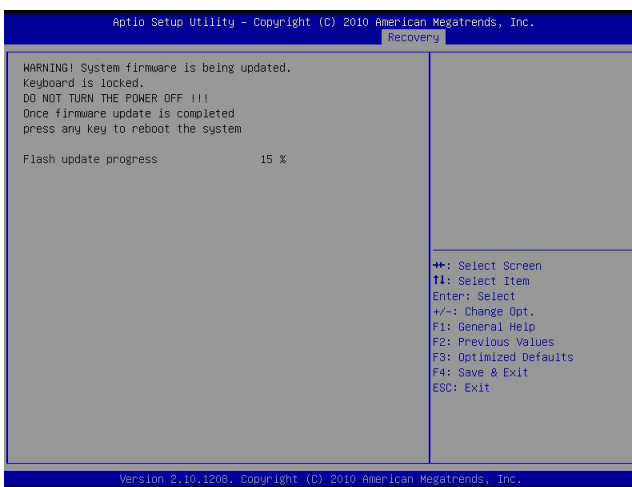 Aptio Setup Utility – Copyright (C) 2010 American Megatrends, Inc.
Recovery
WARNING! System firmware is being updated.
Keyboard is locked.
DO NOT TURN THE POWER OFF !!!
Once firmware update is completed
press any key to reboot the system
Flash update progress 15 %
→←: Select Screen
↑↓: Select Item
Enter: Select
+/-: Change Opt.
F1: General Help
F2: Previous Values
F3: Optimized Defaults
F4: Save & Exit
ESC: Exit
Version 2.10.1208. Copyright (C) 2010 American Megatrends, Inc.